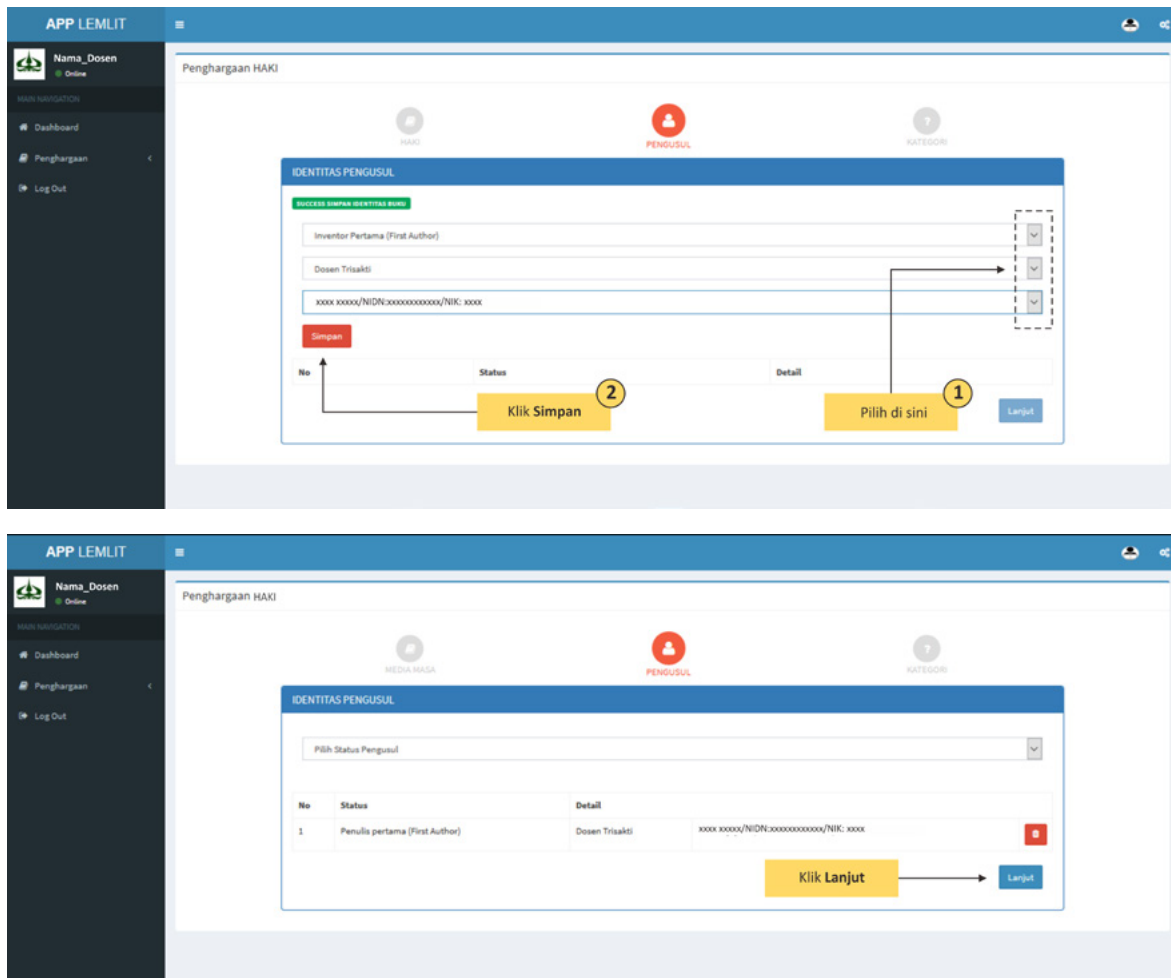 APP LEMLIT
Nama_Dosen
Online
MAIN NAVIGATION
Dashboard
Penghargaan
Log Out
Penghargaan HAKI
HAKI
PENGUSUL
KATEGORI
IDENTITAS PENGUSUL
SUCCESS SIMPAN IDENTITAS BUKU
Inventor Pertama (First Author)
Dosen Trisakti
xxxx xxxxx/NIDN:xxxxxxxxxxxx/NIK: xxxx
Simpan
No Status Detail
2
1
Klik Simpan
Pilih di sini
Lanjut
APP LEMLIT
Nama_Dosen
Online
MAIN NAVIGATION
Dashboard
Penghargaan
Log Out
Penghargaan HAKI
MEDIA MASA
PENGUSUL
KATEGORI
IDENTITAS PENGUSUL
Pilih Status Pengusul
No Status Detail
1 Penulis pertama (First Author) Dosen Trisakti xxxx xxxxx/NIDN:xxxxxxxxxxxx/NIK: xxxx
Klik Lanjut
Lanjut